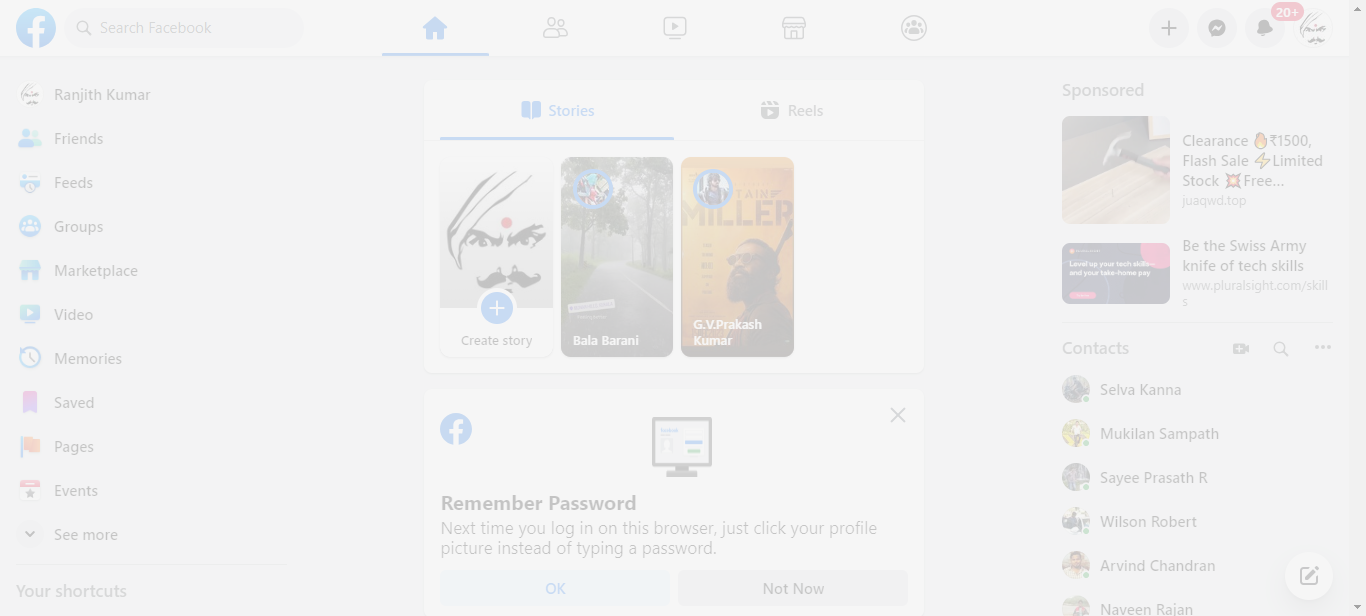 Search Facebook
20+
Ranjith Kumar
Friends
Feeds
Groups
Marketplace
Video
Memories
Saved
Pages
Events
See more
Your shortcuts
Stories
Reels
Create story
Bala Barani
MILLER
G.V.Prakash
Kumar
Remember Password
Next time you log in on this browser, just click your profile
picture instead of typing a password.
OK
Not Now
Sponsored
Clearance 🔥₹1500,
Flash Sale ⚡Limited
Stock 💥Free...
juaqwd.top
Level up your tech skills–
and your take-home pay
Be the Swiss Army
knife of tech skills
www.pluralsight.com/skill
s
Contacts
Selva Kanna
Mukilan Sampath
Sayee Prasath R
Wilson Robert
Arvind Chandran
Naveen Rajan